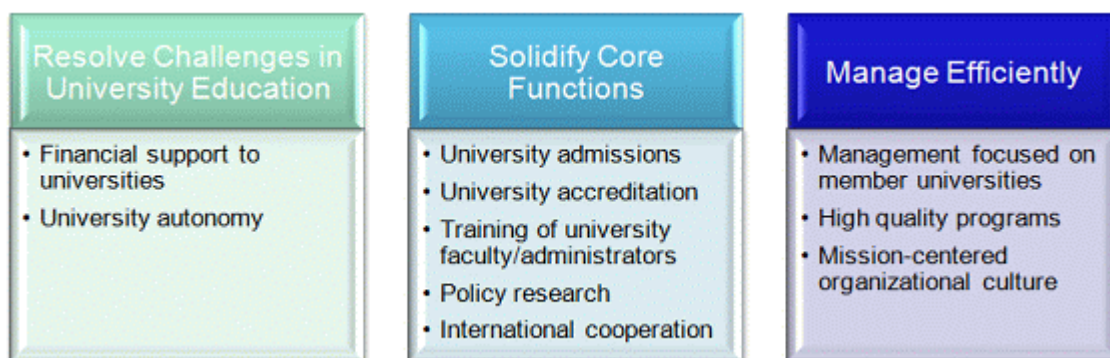 Resolve Challenges in
University Education
• Financial support to
universities
• University autonomy
Solidify Core
Functions
• University admissions
• University accreditation
• Training of university
faculty/administrators
• Policy research
• International cooperation
Manage Efficiently
• Management focused on
member universities
• High quality programs
• Mission-centered
organizational culture